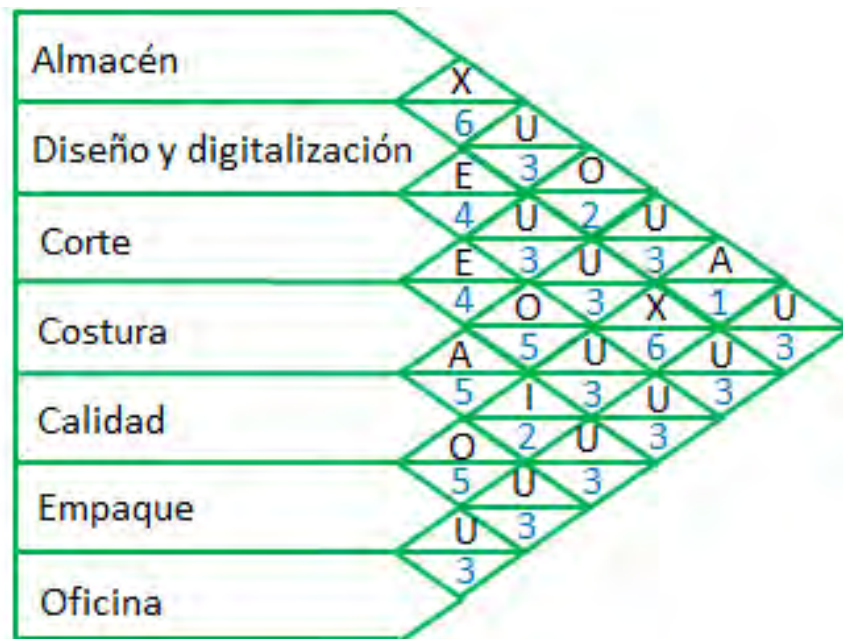 Almacén
X
6 U
Diseño y digitalización
E 3 O
4 U 2 U
Corte
E 3 U 3 A
4 O 3 X 1 U
Costura
A 5 U 6 U 3
5 I 3 U 3
Calidad
O 2 U 3
5 U 3
Empaque
U 3
3
Oficina